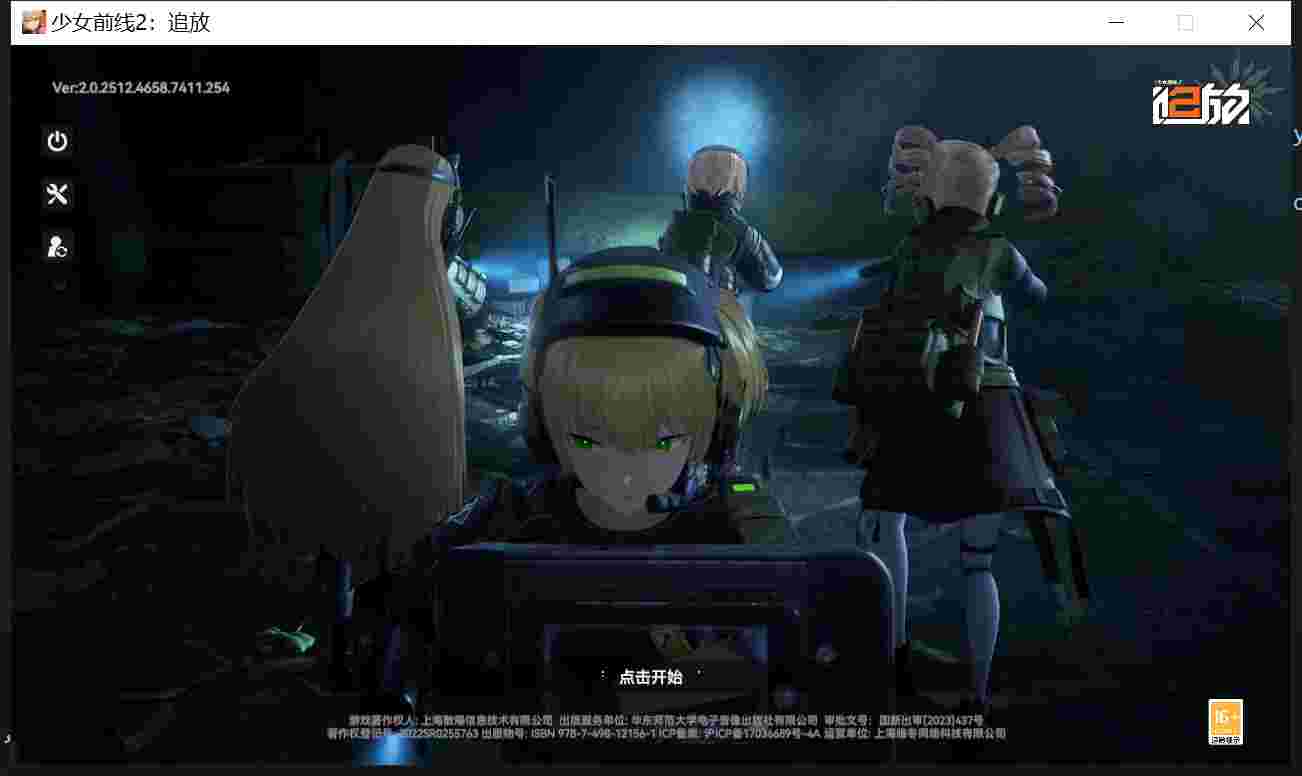 少女前线2：追放
Ver:2.0.2512.4658.7411.254
追放
点击开始
游戏著作权人: 上海散爆信息技术有限公司 出版服务单位: 华东师范大学电子音像出版社有限公司 审批文号: 国新出审[2023]437号
著作权登记号: 2022SR0255763 出版物号: ISBN 978-7-498-12156-1 ICP备案: 沪ICP备17036689号-4A 运营单位: 上海
网络科技有限公司
16+
适龄提示